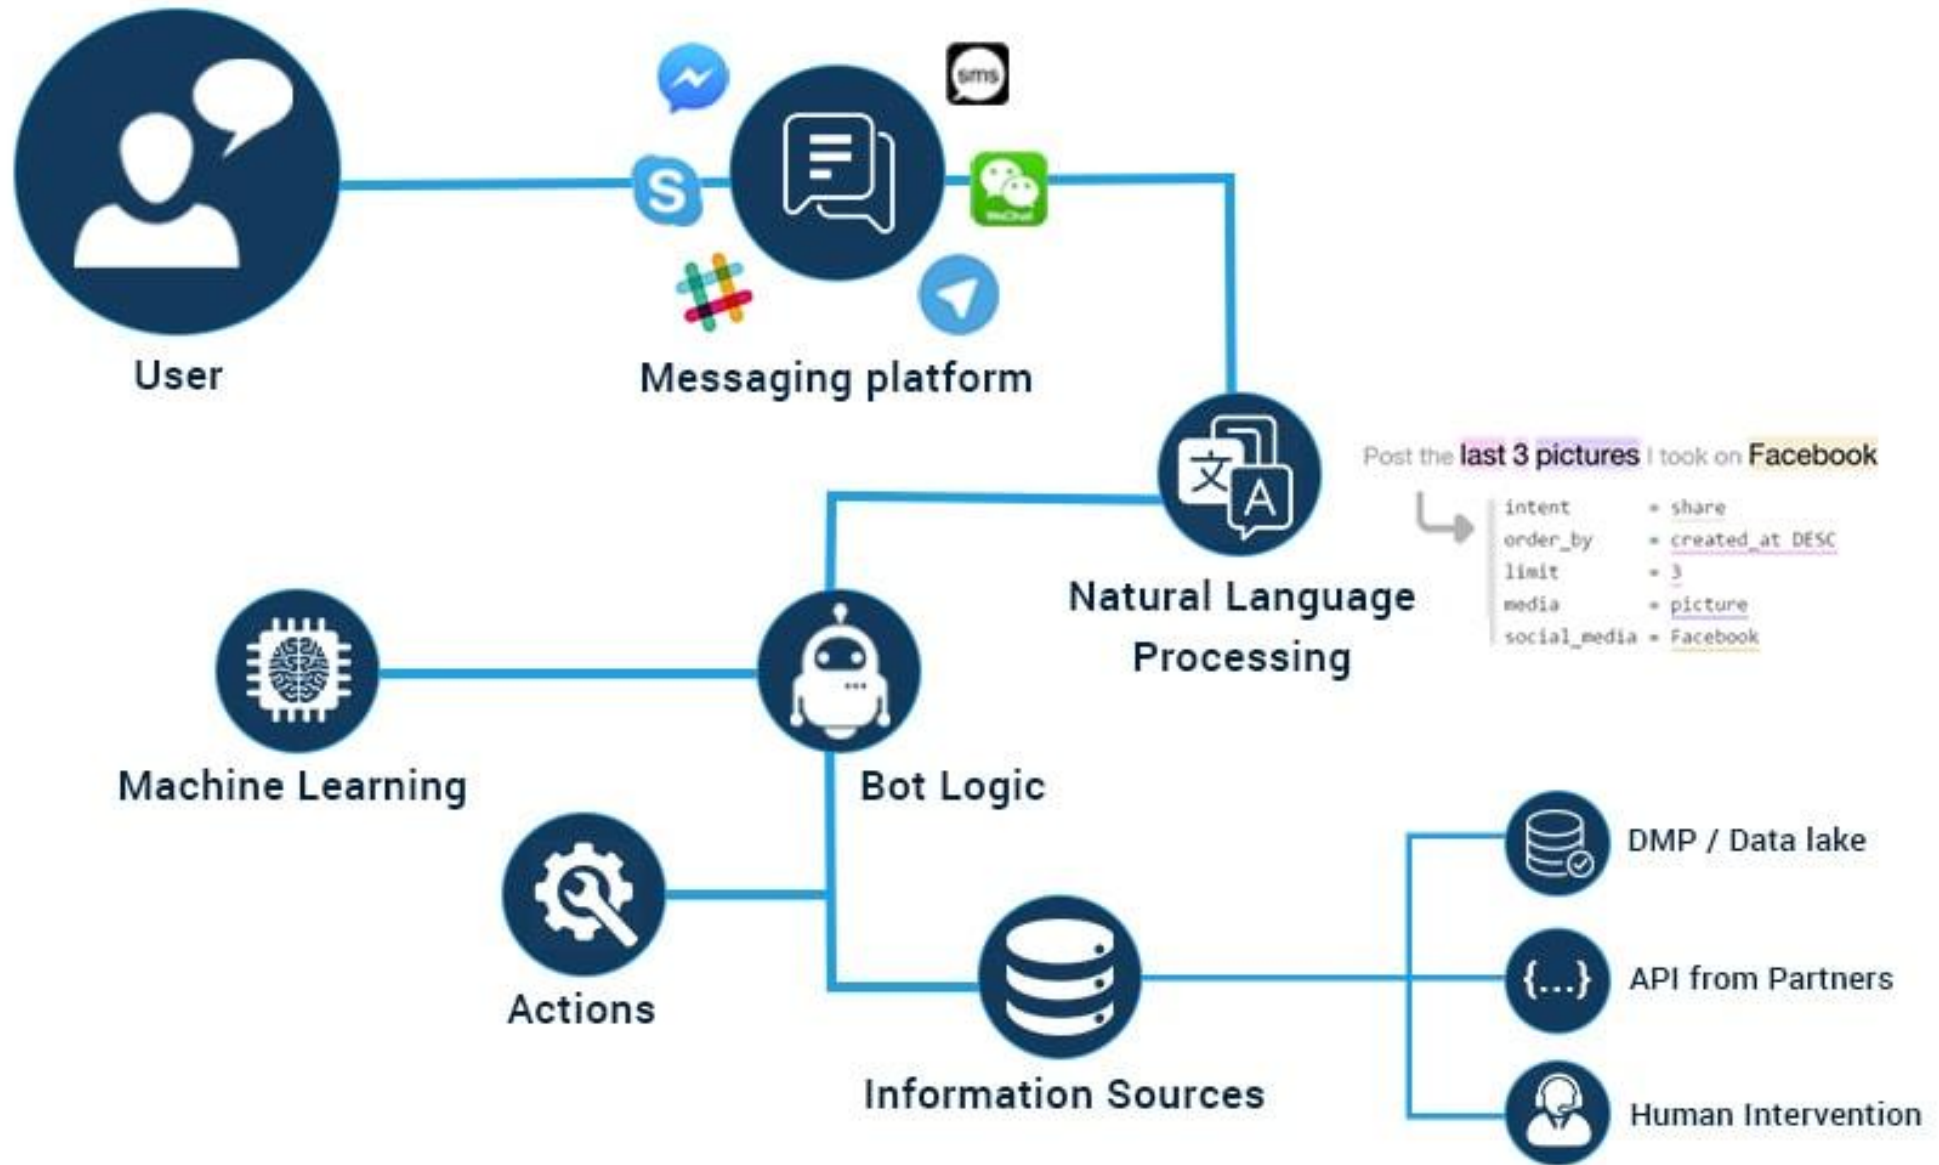 sms
WeChat
User
Messaging platform
文
A
Post the last 3 pictures I took on Facebook
intent = share
order_by = created_at DESC
limit = 3
media = picture
social_media = Facebook
Natural Language
Processing
Machine Learning
Bot Logic
DMP / Data lake
Actions
{...} API from Partners
Information Sources
Human Intervention